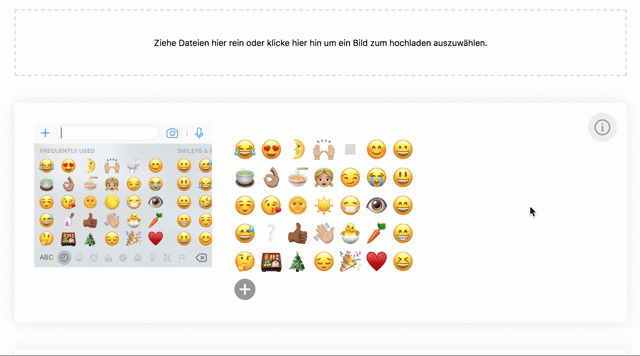 Ziehe Dateien hier rein oder klicke hier hin um ein Bild zum hochladen auszuwählen.
FREQUENTLY USED SMILEYS &
ABC